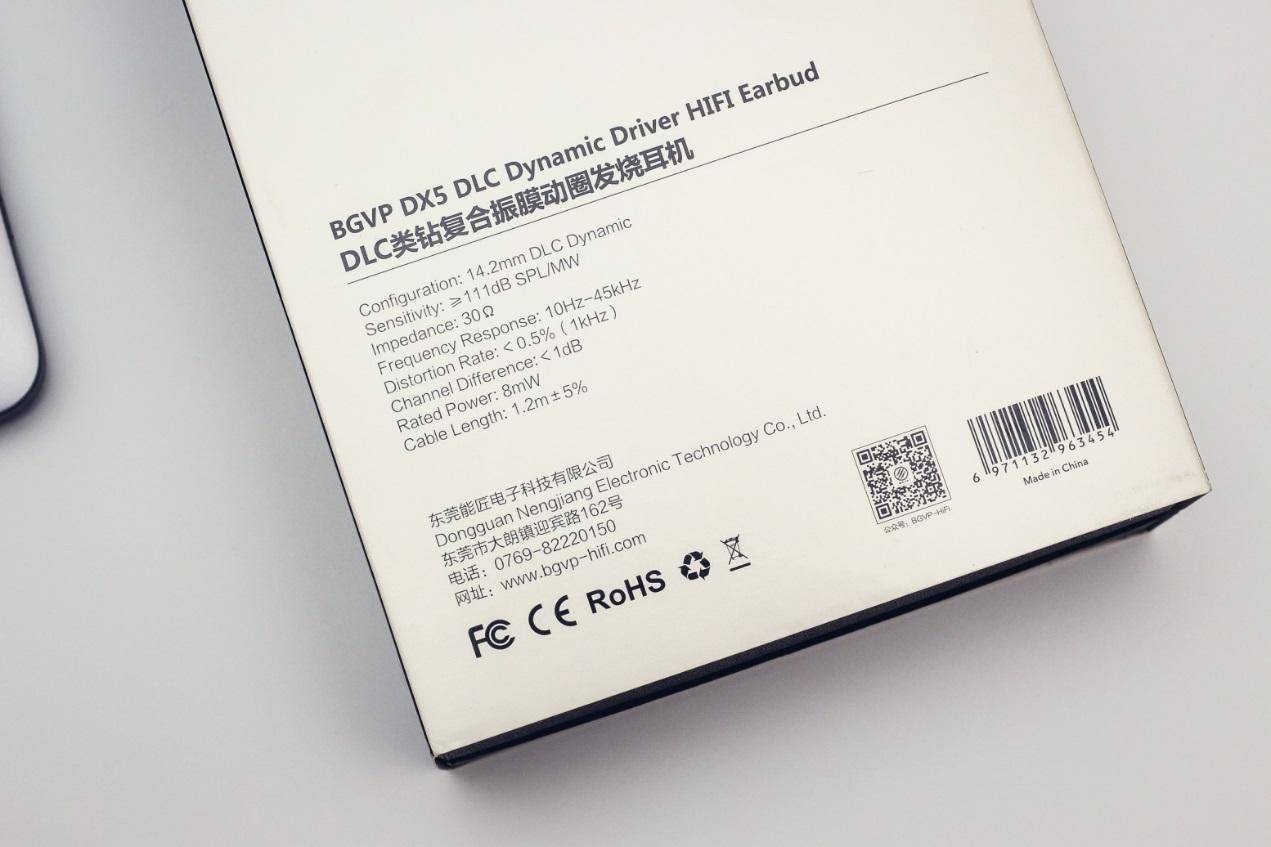 BGVP DX5 DLC Dynamic Driver HIFI Earbud
DLC类钻复合振膜动圈发烧耳机
Configuration: 14.2mm DLC Dynamic
Sensitivity: ≥111dB SPL/MW
Impedance: 30Ω
Frequency Response: 10Hz-45kHz
Distortion Rate: < 0.5%（1kHz）
Channel Difference: < 1dB
Rated Power: 8mW
Cable Length: 1.2m±5%
东莞能匠电子科技有限公司
Dongguan Nengjiang Electronic Technology Co., Ltd.
东莞市大朗镇迎宾路162号
电话：0769-82220150
网址：www.bgvp-hifi.com
FC CE RoHS
公众号：BGVP-HiFi
6 971132 963454
Made in China